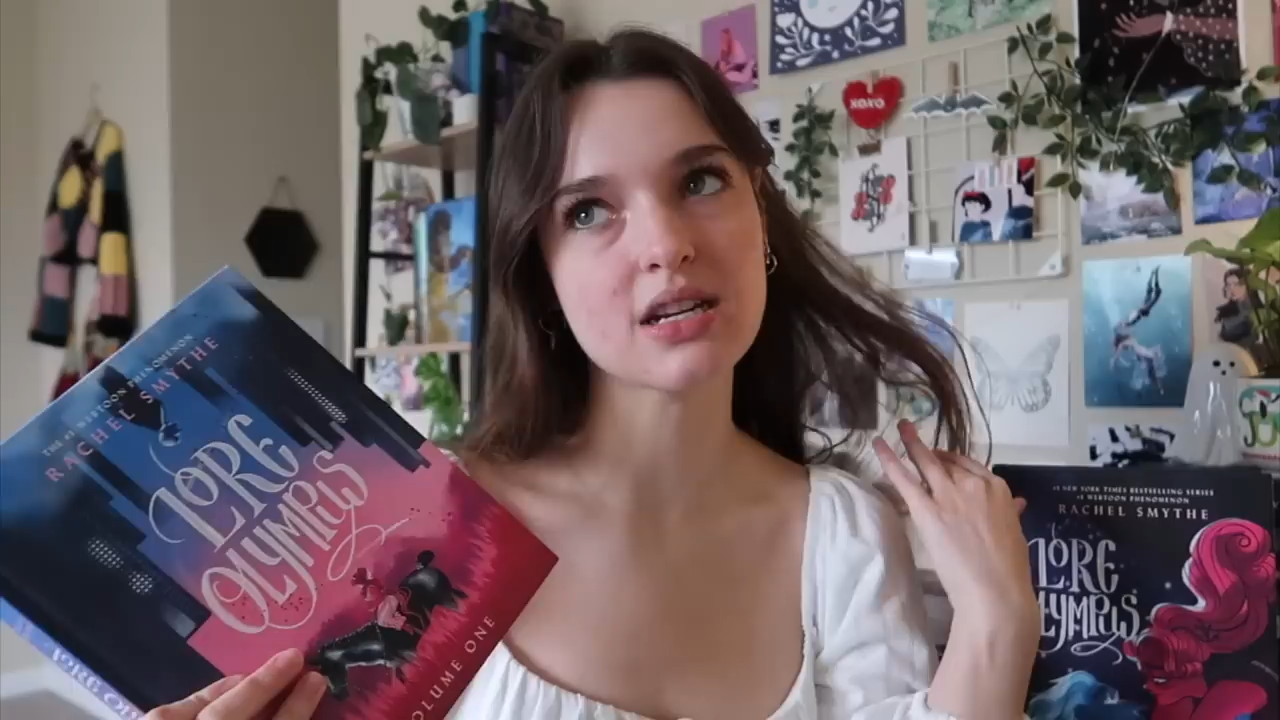 THE #1 WEBTOON PHENOMENON
RACHEL SMYTHE
LORE
OLYMPUS
VOLUME ONE
XOXO
#1 NEW YORK TIMES BESTSELLING SERIES
#1 WEBTOON PHENOMENON
RACHEL SMYTHE
LORE
OLYMPUS